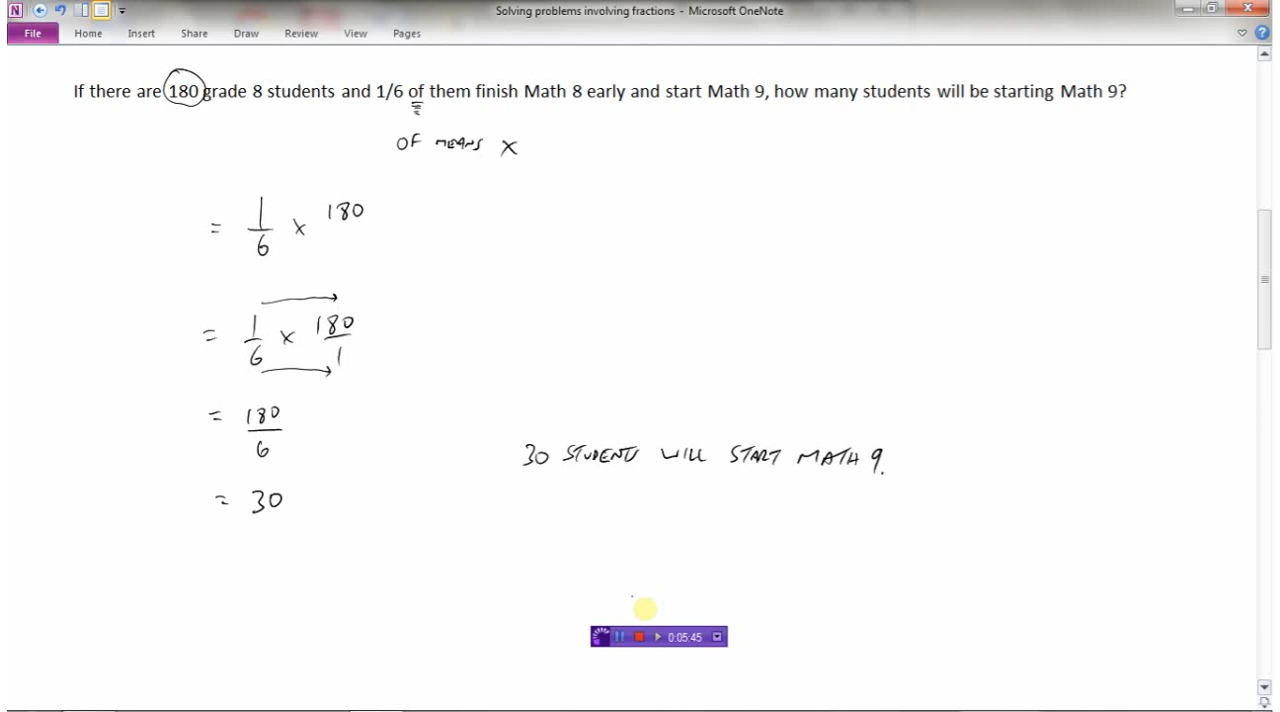 Solving problems involving fractions - Microsoft OneNote
File Home Insert Share Draw Review View Pages
If there are 180 grade 8 students and 1/6 of them finish Math 8 early and start Math 9, how many students will be starting Math 9?
OF MEANS ×
= 1/6 × 180
= 1/6 × 180/1
= 180/6
30 STUDENTS WILL START MATH 9.
= 30
0:05:45